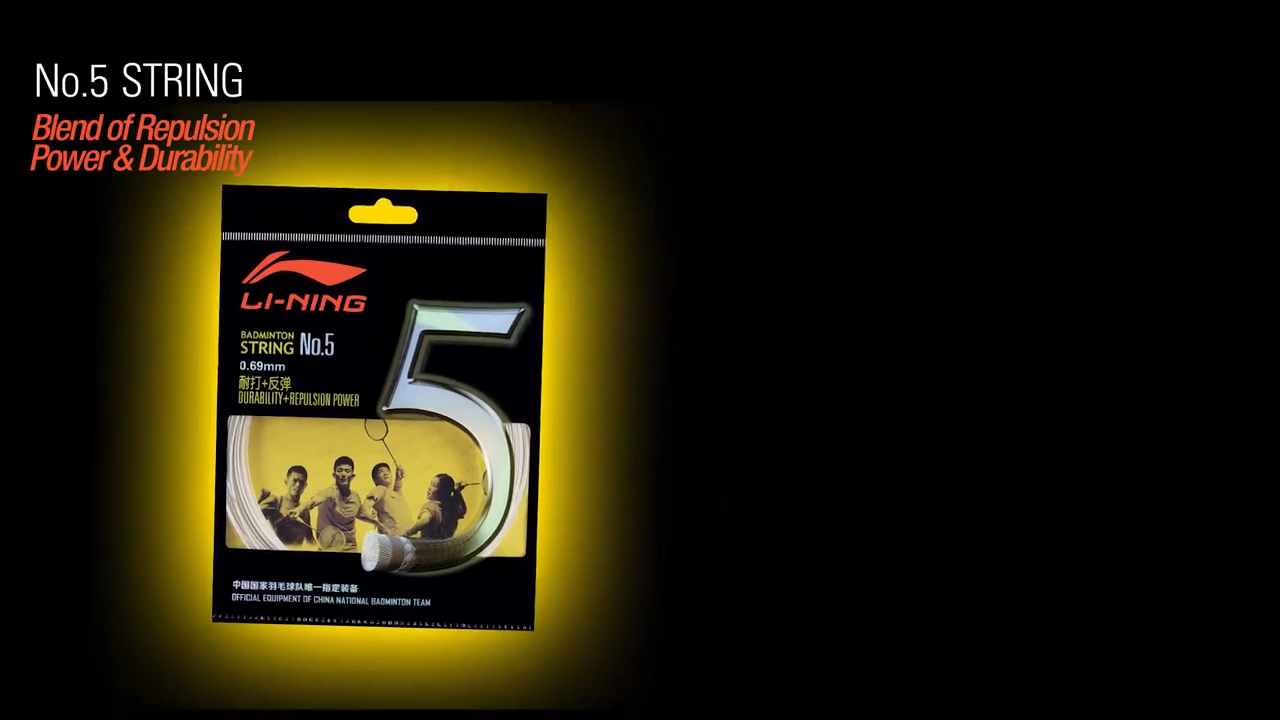 No.5 STRING
Blend of Repulsion
Power & Durability
LI-NING
BADMINTON
STRING No.5
0.69mm
耐打+反弹
DURABILITY+REPULSION POWER
5
中国国家羽毛球队唯一指定装备
OFFICIAL EQUIPMENT OF CHINA NATIONAL BADMINTON TEAM